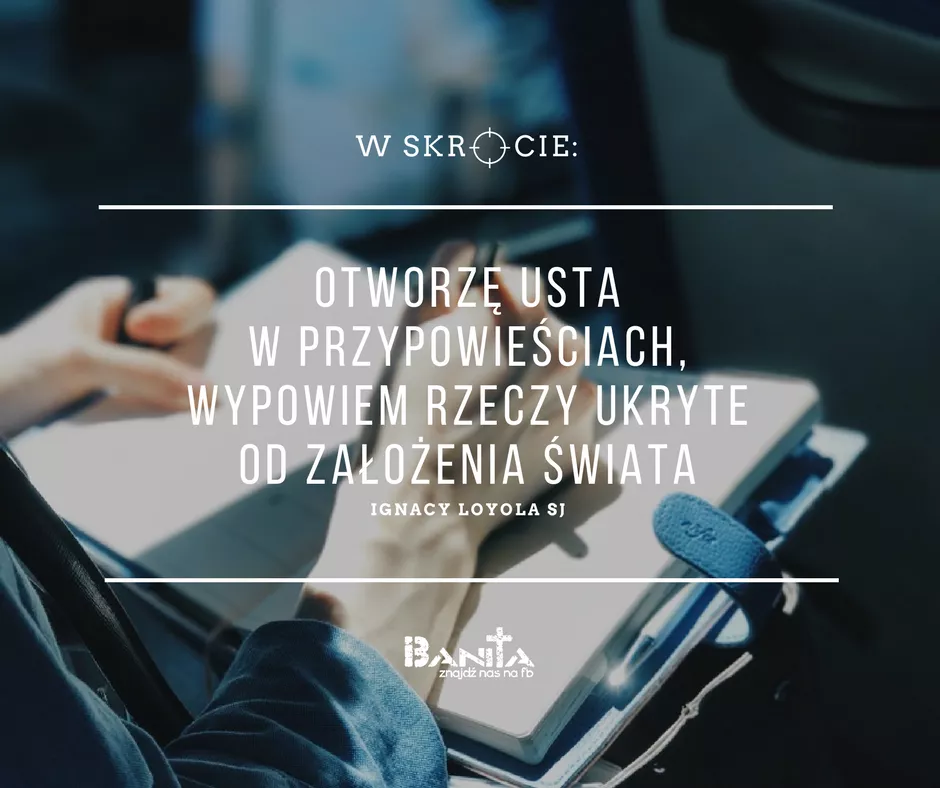 W SKRÓCIE:
OTWORZĘ USTA
W PRZYPOWIEŚCIACH,
WYPOWIEM RZECZY UKRYTE
OD ZAŁOŻENIA ŚWIATA
IGNACY LOYOLA SJ
BANITA
znajdź nas na fb